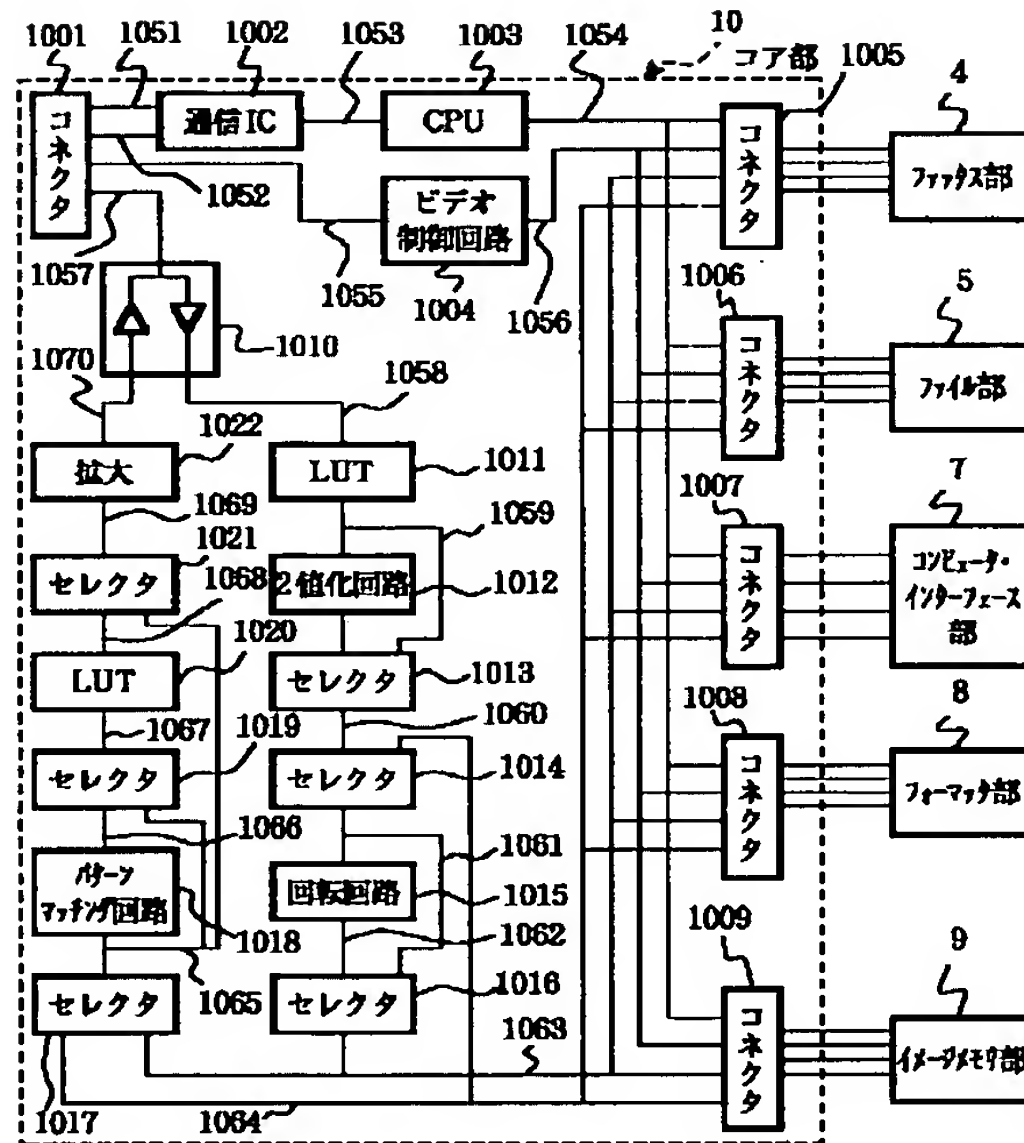 1001
1051
1002
1053
1003
1054
10
コア部
1005
4
コネクタ
通信IC
CPU
コネクタ
ファックス部
1052
ビデオ
制御回路
1057
1055
1004
1056
1006
5
1010
コネクタ
ファイル部
1070
1058
1022
拡大
LUT
1011
1007
7
1069
1059
1021
コネクタ
コンピュータ・
インターフェース
部
セレクタ
1068
2値化回路
1012
1020
LUT
セレクタ
1013
1008
8
1067
1019
1060
セレクタ
セレクタ
1014
コネクタ
フォーマッタ部
1066
1061
パターン
マッチング回路
1018
回転回路
1015
1009
9
1062
セレクタ
1065
セレクタ
1016
コネクタ
イメージメモリ部
1063
1017
1064